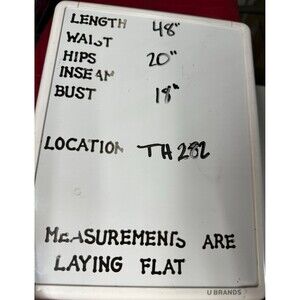 LENGTH 48"
WAIST
HIPS 20"
INSEAM
BUST 18"
LOCATION TH282
MEASUREMENTS ARE
LAYING FLAT
U BRANDS